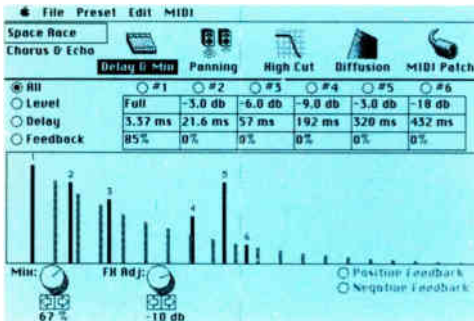 File Preset Edit MIDI
Space Race
Chorus & Echo
Delay & Mix Panning High Cut Diffusion MIDI Patch
All #1 #2 #3 #4 #5 #6
Level Full -3.0 db -6.0 db -9.0 db -3.0 db -18 db
Delay 3.37 ms 21.6 ms 57 ms 192 ms 320 ms 432 ms
Feedback 85% 0% 0% 0% 0% 0%
1 2 3 4 5 6
Mix: FX Adj: Positive Feedback
Negative Feedback
67 % -10 db